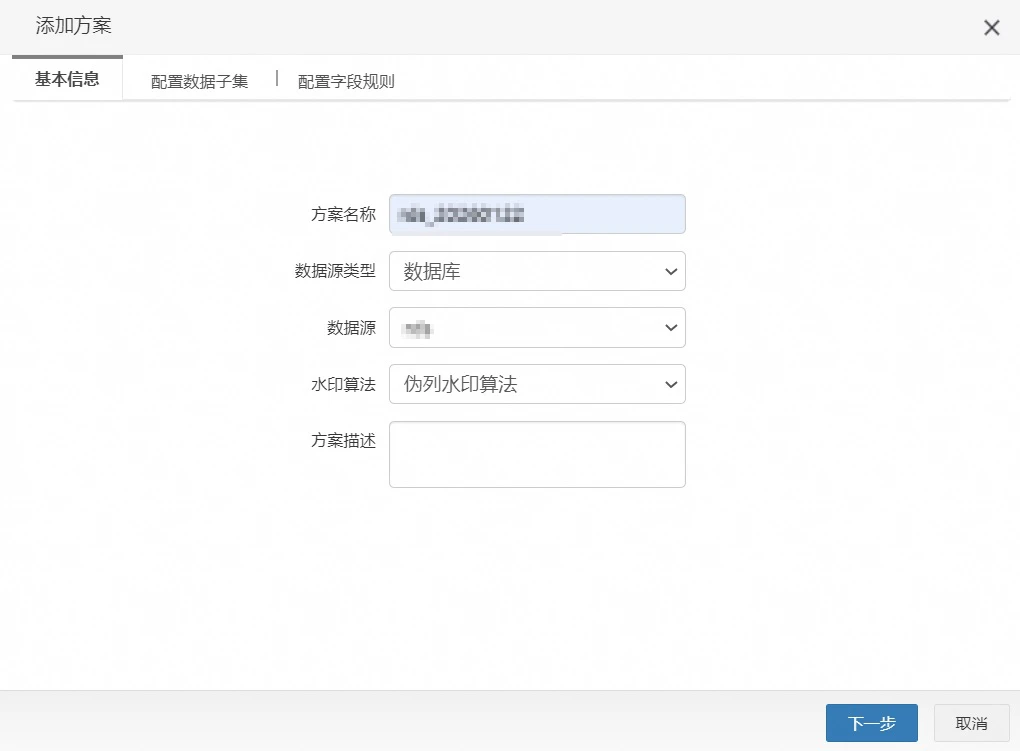 添加方案
基本信息
配置数据子集
配置字段规则
方案名称
数据源类型 数据库
数据源
水印算法 伪列水印算法
方案描述
下一步 取消